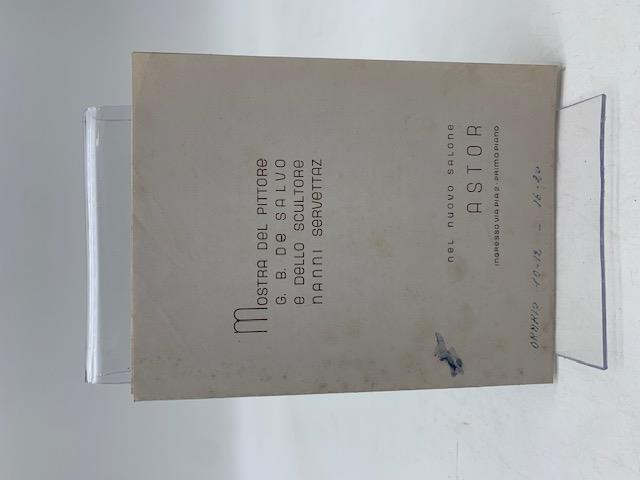 Mostra del pittore
G. B. De Salvo
e dello scultore
Nanni Servettaz
nel nuovo salone
ASTOR
ingresso via Pia 2 - primo piano
ORARIO 10-12 - 16-20